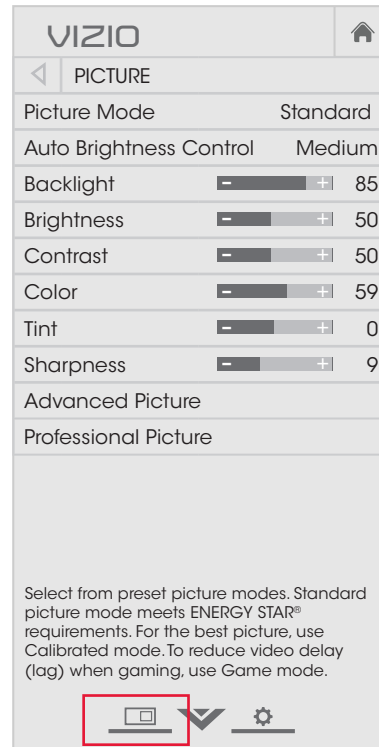 VIZIO
PICTURE
Picture Mode Standard
Auto Brightness Control Medium
Backlight - + 85
Brightness - + 50
Contrast - + 50
Color - + 59
Tint - + 0
Sharpness - + 9
Advanced Picture
Professional Picture
Select from preset picture modes. Standard
picture mode meets ENERGY STAR®
requirements. For the best picture, use
Calibrated mode. To reduce video delay
(lag) when gaming, use Game mode.